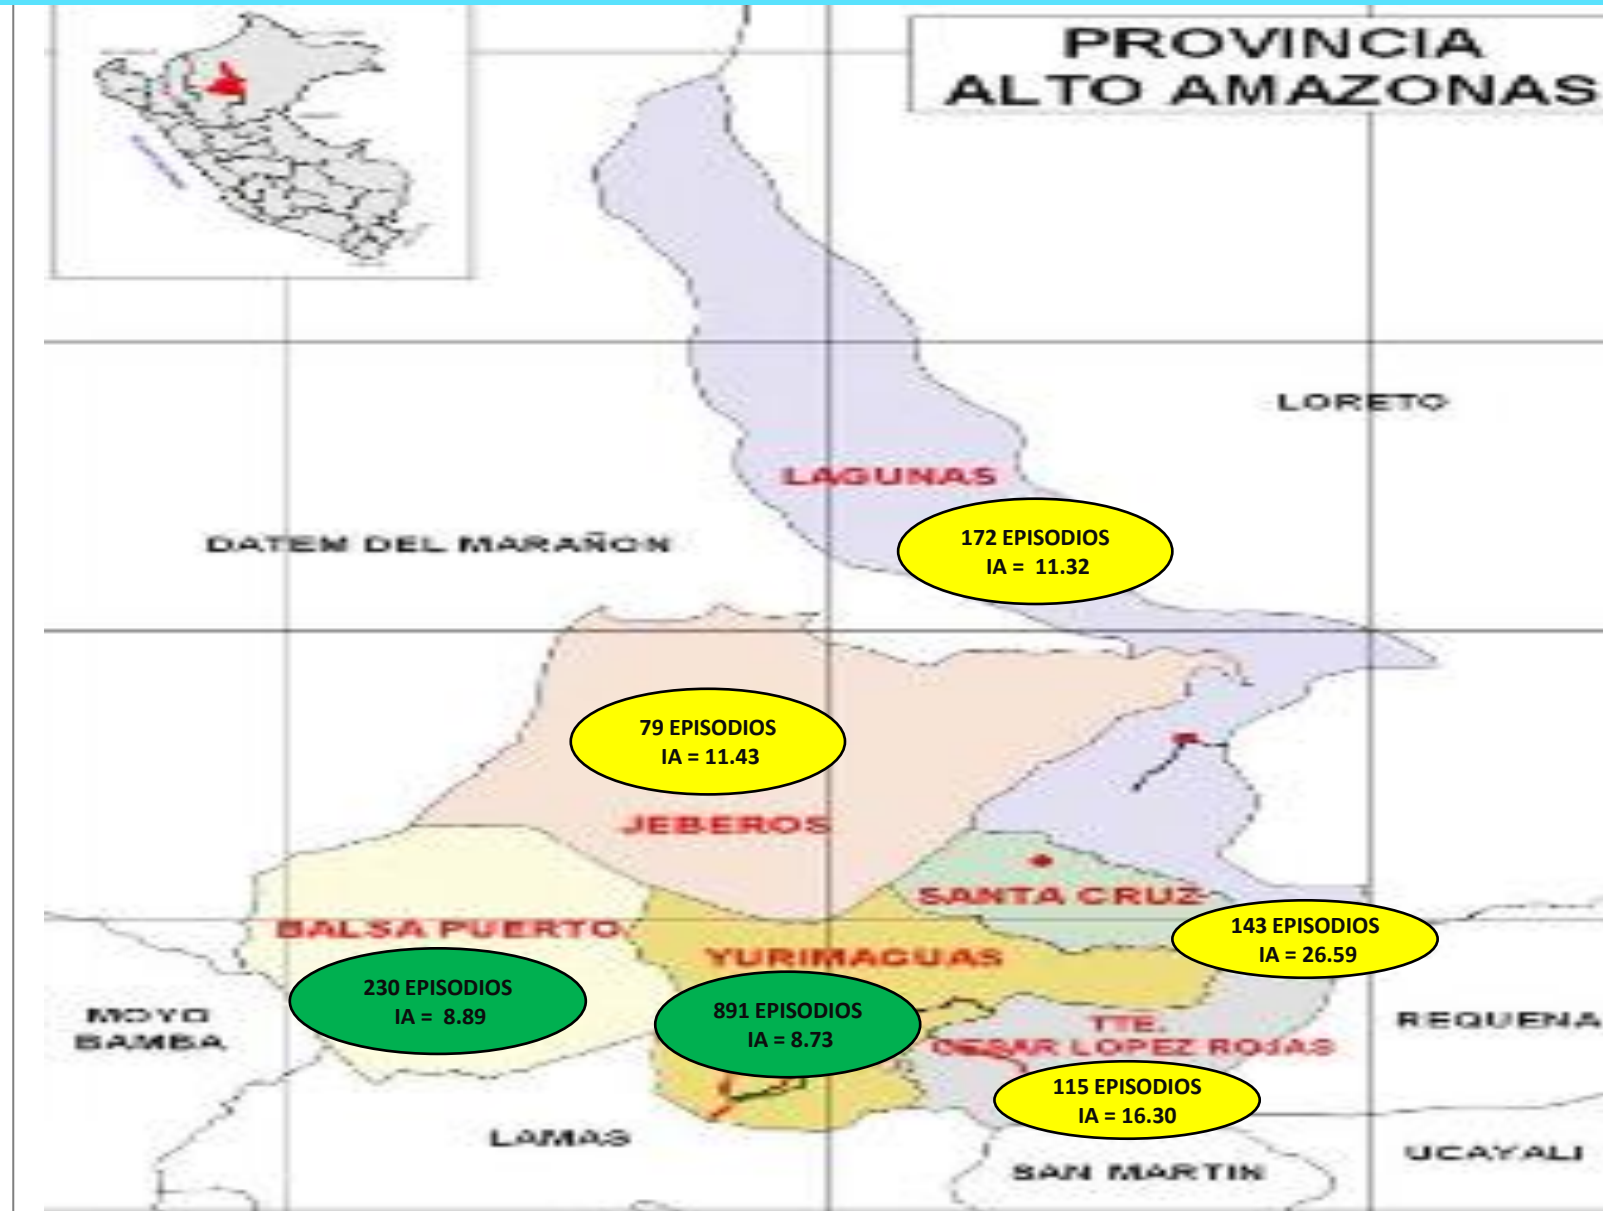 PROVINCIA
ALTO AMAZONAS
LORETO
LAGUNAS
DATEM DEL MARAÑON
172 EPISODIOS
IA = 11.32
79 EPISODIOS
IA = 11.43
JEBEROS
SANTA CRUZ
BALSA PUERTO
143 EPISODIOS
IA = 26.59
YURIMAGUAS
230 EPISODIOS
IA = 8.89
891 EPISODIOS
IA = 8.73
MOYO
BAMBA
TTE.
CESAR LOPEZ ROJAS
REQUENA
115 EPISODIOS
IA = 16.30
LAMAS
SAN MARTIN
UCAYALI